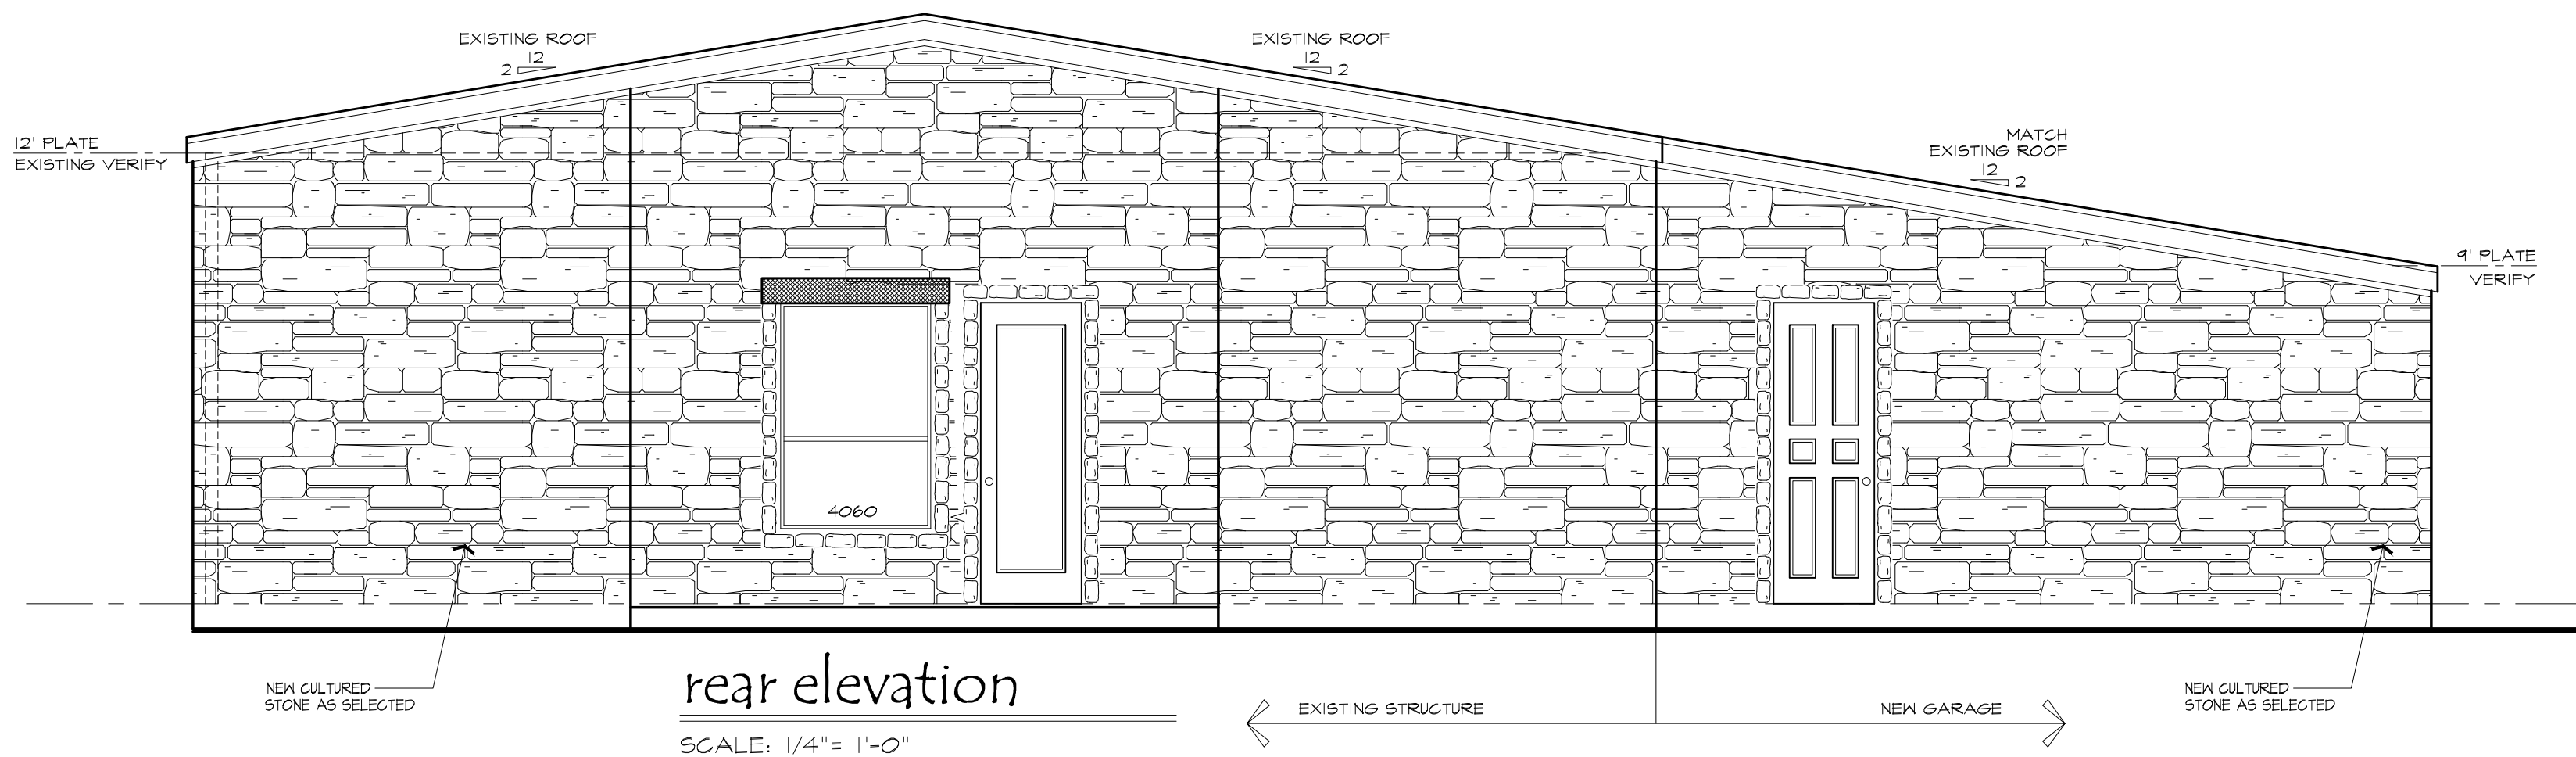 EXISTING ROOF
12
2
EXISTING ROOF
12
2
12' PLATE
EXISTING VERIFY
MATCH
EXISTING ROOF
12
2
9' PLATE
VERIFY
4060
NEW CULTURED
STONE AS SELECTED
rear elevation
SCALE: 1/4"= 1'-0"
EXISTING STRUCTURE
NEW GARAGE
NEW CULTURED
STONE AS SELECTED